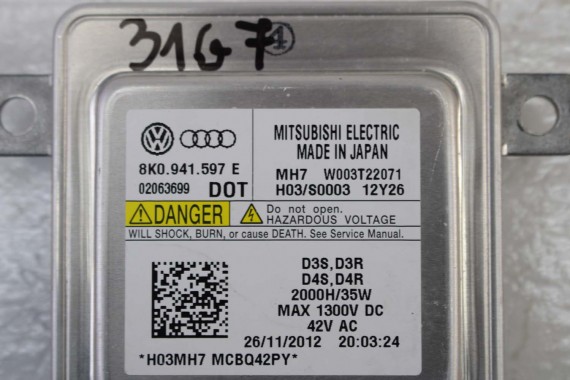 31G7 4
MITSUBISHI ELECTRIC
MADE IN JAPAN
8K0.941.597 E
MH7 W003T22071
02063699 DOT
H03/S0003 12Y26
DANGER
Do not open.
HAZARDOUS VOLTAGE
WILL SHOCK, BURN, or cause DEATH. See Service Manual.
D3S,D3R
D4S,D4R
2000H/35W
MAX 1300V DC
42V AC
26/11/2012 20:03:24
*H03MH7 MCBQ42PY*